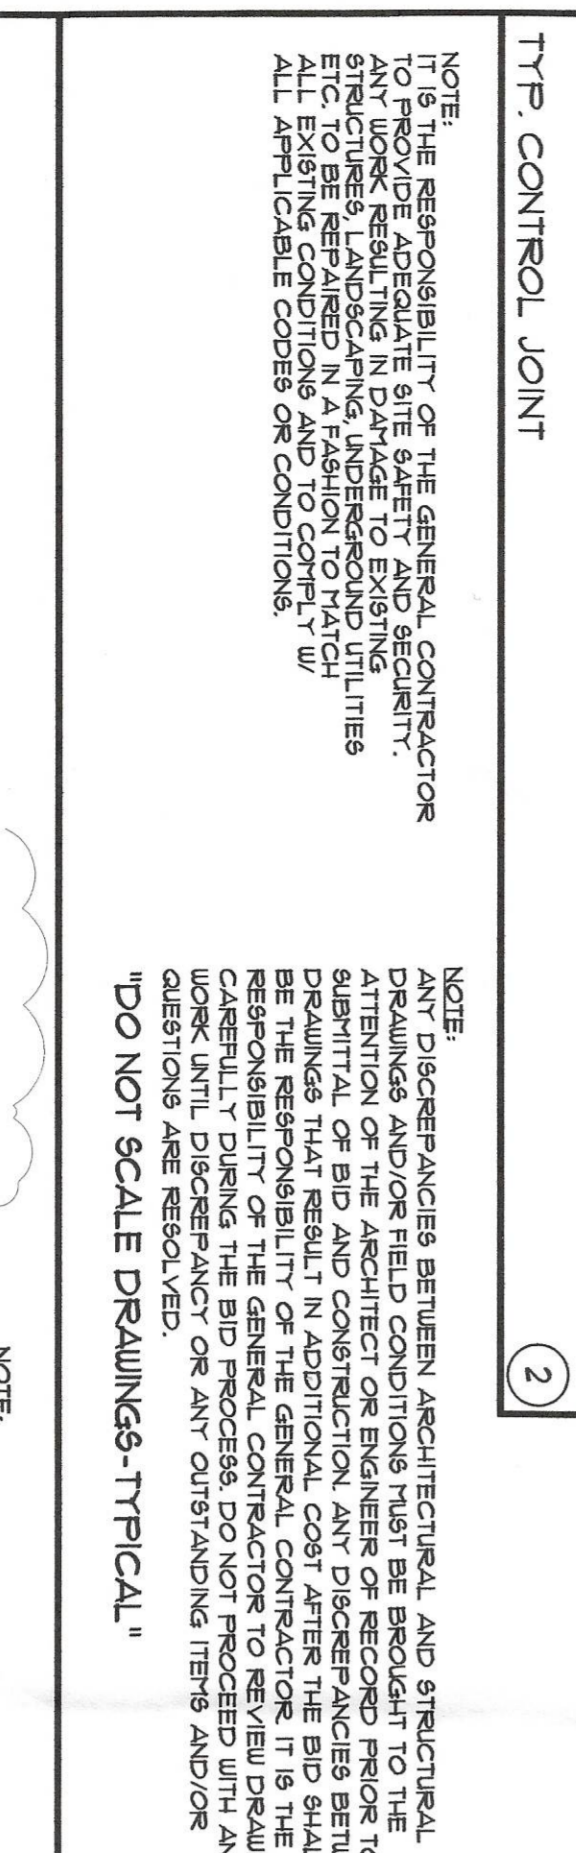 TYP. CONTROL JOINT
2
NOTE:
IT IS THE RESPONSIBILITY OF THE GENERAL CONTRACTOR
TO PROVIDE ADEQUATE SITE SAFETY AND SECURITY.
ANY WORK RESULTING IN DAMAGE TO EXISTING
STRUCTURES, LANDSCAPING, UNDERGROUND UTILITIES
ETC. TO BE REPAIRED IN A FASHION TO MATCH
ALL EXISTING CONDITIONS AND TO COMPLY W/
ALL APPLICABLE CODES OR CONDITIONS.
NOTE:
ANY DISCREPANCIES BETWEEN ARCHITECTURAL AND STRUCTURAL
DRAWINGS AND/OR FIELD CONDITIONS MUST BE BROUGHT TO THE
ATTENTION OF THE ARCHITECT OR ENGINEER OF RECORD PRIOR TO
SUBMITTAL OF BID AND CONSTRUCTION. ANY DISCREPANCIES BETW
DRAWINGS THAT RESULT IN ADDITIONAL COST AFTER THE BID SHAL
BE THE RESPONSIBILITY OF THE GENERAL CONTRACTOR. IT IS THE
RESPONSIBILITY OF THE GENERAL CONTRACTOR TO REVIEW DRAW
CAREFULLY DURING THE BID PROCESS. DO NOT PROCEED WITH AN
WORK UNTIL DISCREPANCY OR ANY OUTSTANDING ITEMS AND/OR
QUESTIONS ARE RESOLVED.
"DO NOT SCALE DRAWINGS-TYPICAL"
NOTE: